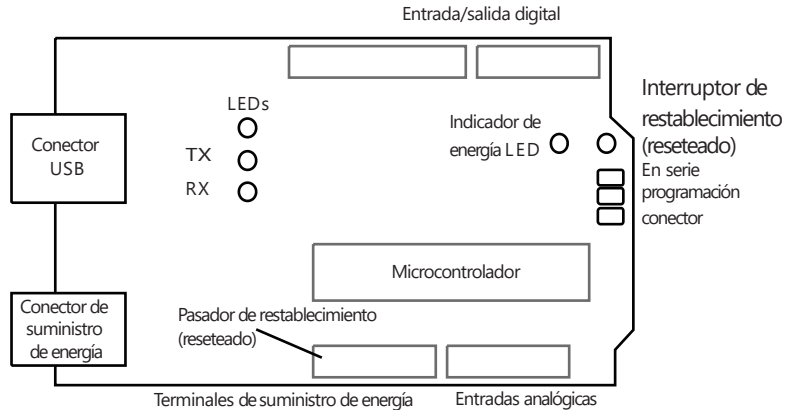 Entrada/salida digital
LEDs
TX
RX
Conector
USB
Indicador de
energía LED
Interruptor de
restablecimiento
(reseteado)
En serie
programación
conector
Microcontrolador
Conector de
suministro
de energía
Pasador de restablecimiento
(reseteado)
Terminales de suministro de energía
Entradas analógicas